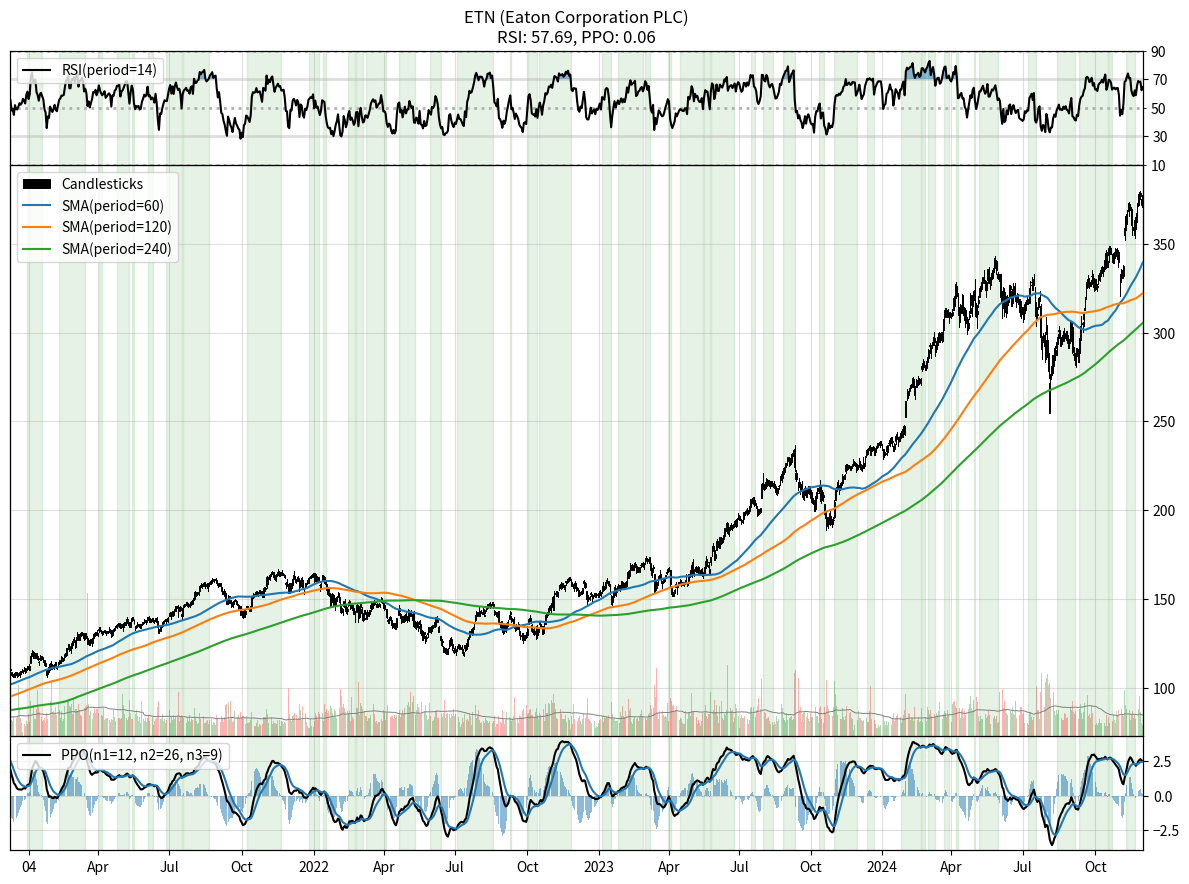 ETN (Eaton Corporation PLC)
RSI: 57.69, PPO: 0.06
RSI(period=14)
90
70
50
30
10
Candlesticks
SMA(period=60)
SMA(period=120)
SMA(period=240)
350
300
250
200
150
100
PPO(n1=12, n2=26, n3=9)
2.5
0.0
−2.5
04 Apr Jul Oct 2022 Apr Jul Oct 2023 Apr Jul Oct 2024 Apr Jul Oct